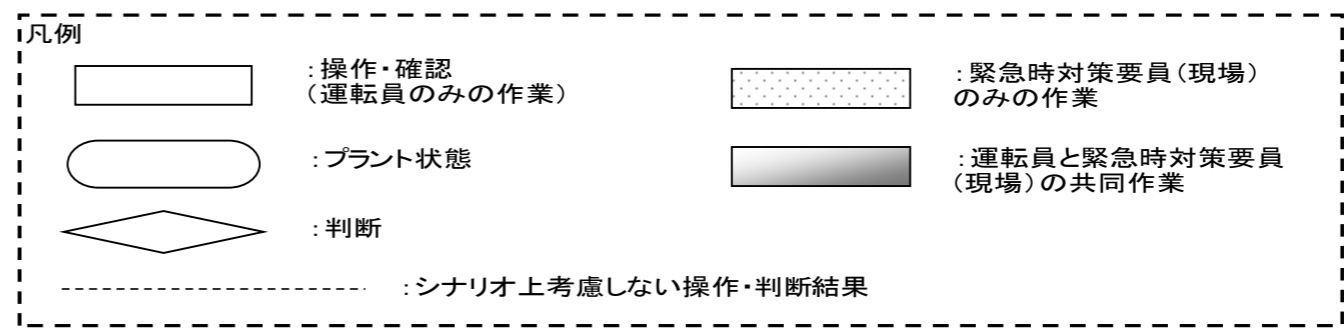 凡例
:操作・確認
(運転員のみの作業)
:プラント状態
:判断
:シナリオ上考慮しない操作・判断結果
:緊急時対策要員(現場)
のみの作業
:運転員と緊急時対策要員
(現場)の共同作業